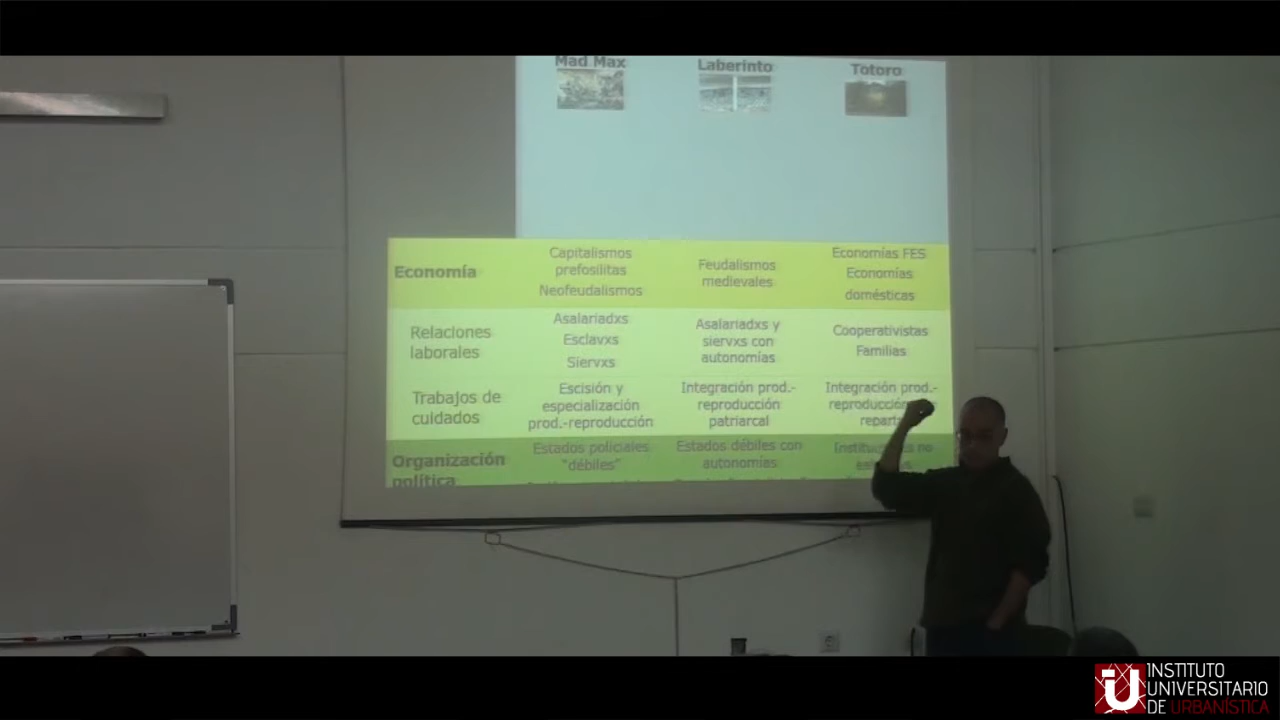 Mad Max
Laberinto
Totoro
Economía
Capitalismos
prefosilitas
Neofeudalismos
Feudalismos
medievales
Economías FES
Economías
domésticas
Relaciones
laborales
Asalariadxs
Esclavxs
Siervxs
Asalariadxs y
siervxs con
autonomías
Cooperativistas
Familias
Trabajos de
cuidados
Escisión y
especialización
prod.-reproducción
Integración prod.-
reproducción
patriarcal
Integración prod.-
Organización
política
Estados policiales
"débiles"
Estados débiles con
autonomías
no
INSTITUTO
UNIVERSITARIO
DE URBANÍSTICA